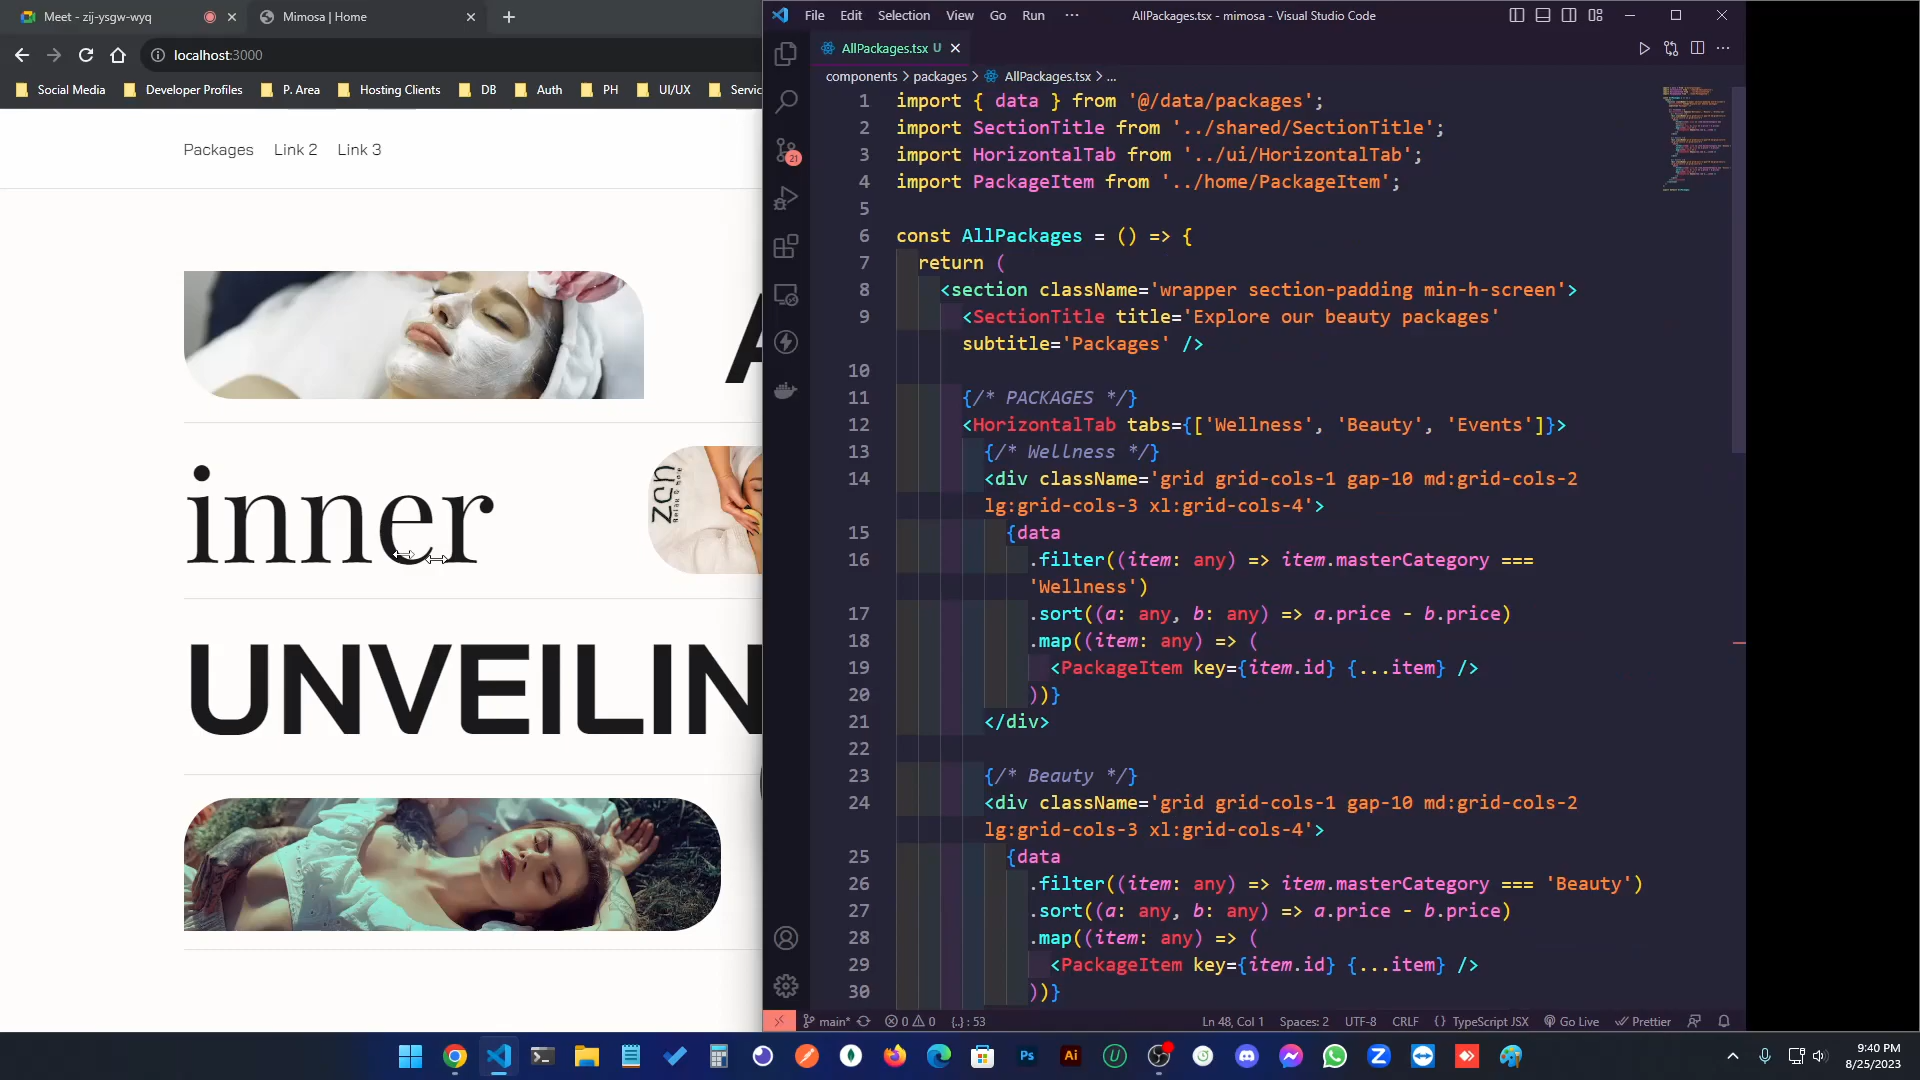 Meet - zij-ysgw-wyq
Mimosa | Home
localhost:3000
Social Media
Developer Profiles
P. Area
Hosting Clients
DB
Auth
PH
UI/UX
Servic
Packages
Link 2
Link 3
inner
zen
UNVEILIN
File
Edit
Selection
View
Go
Run
AllPackages.tsx - mimosa - Visual Studio Code
AllPackages.tsx U
components > packages > AllPackages.tsx > ...
21
1 import { data } from '@/data/packages';
2 import SectionTitle from '../shared/SectionTitle';
3 import HorizontalTab from '../ui/HorizontalTab';
4 import PackageItem from '../home/PackageItem';
5
6 const AllPackages = () => {
7 return (
8 <section className='wrapper section-padding min-h-screen'>
9 <SectionTitle title='Explore our beauty packages'
subtitle='Packages' />
10
11 {/* PACKAGES */}
12 <HorizontalTab tabs={['Wellness', 'Beauty', 'Events']}>
13 {/* Wellness */}
14 <div className='grid grid-cols-1 gap-10 md:grid-cols-2
lg:grid-cols-3 xl:grid-cols-4'>
15 {data
16 .filter((item: any) => item.masterCategory ===
'Wellness')
17 .sort((a: any, b: any) => a.price - b.price)
18 .map((item: any) => (
19 <PackageItem key={item.id} {...item} />
20 ))}
21 </div>
22
23 {/* Beauty */}
24 <div className='grid grid-cols-1 gap-10 md:grid-cols-2
lg:grid-cols-3 xl:grid-cols-4'>
25 {data
26 .filter((item: any) => item.masterCategory === 'Beauty')
27 .sort((a: any, b: any) => a.price - b.price)
28 .map((item: any) => (
29 <PackageItem key={item.id} {...item} />
30 ))}
main*
0
0
{..} : 53
Ln 48, Col 1
Spaces: 2
UTF-8
CRLF
{} TypeScript JSX
Go Live
Prettier
Ps
Ai
9:40 PM
8/25/2023